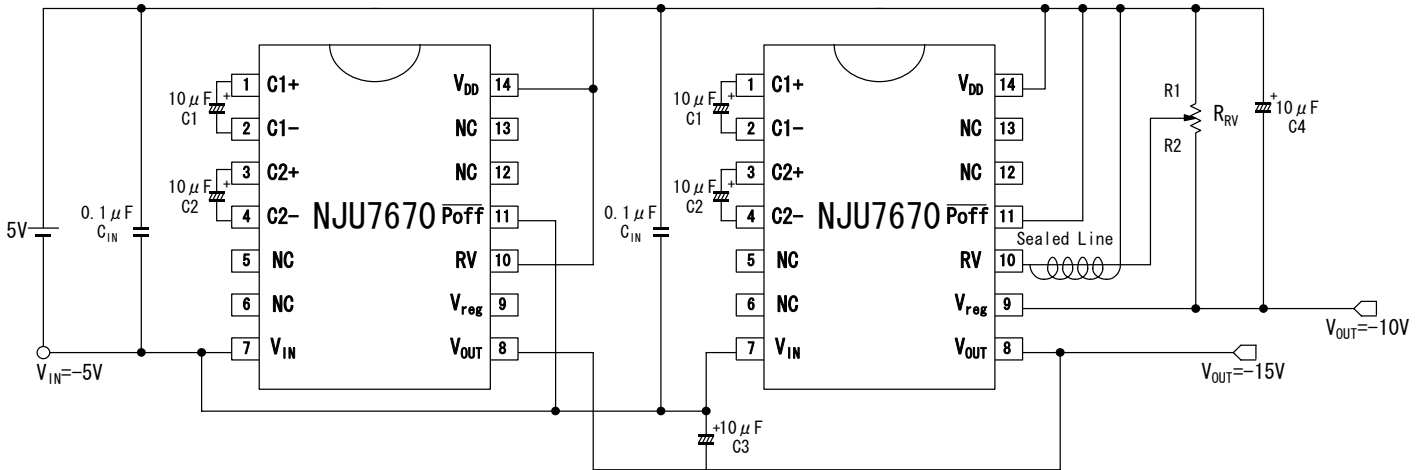 5V
0.1μF
C_IN
V_IN=-5V
10μF
+
C1
10μF
+
C2
1 C1+
2 C1-
3 C2+
4 C2-
5 NC
6 NC
7 V_IN
NJU7670
V_DD 14
NC 13
NC 12
P̅o̅f̅f̅ 11
RV 10
V_reg 9
V_OUT 8
0.1μF
C_IN
10μF
+
C1
10μF
+
C2
+10μF
C3
1 C1+
2 C1-
3 C2+
4 C2-
5 NC
6 NC
7 V_IN
NJU7670
V_DD 14
NC 13
NC 12
P̅o̅f̅f̅ 11
RV 10
V_reg 9
V_OUT 8
Sealed Line
R1
R_RV
R2
+
10μF
C4
V_OUT=-10V
V_OUT=-15V